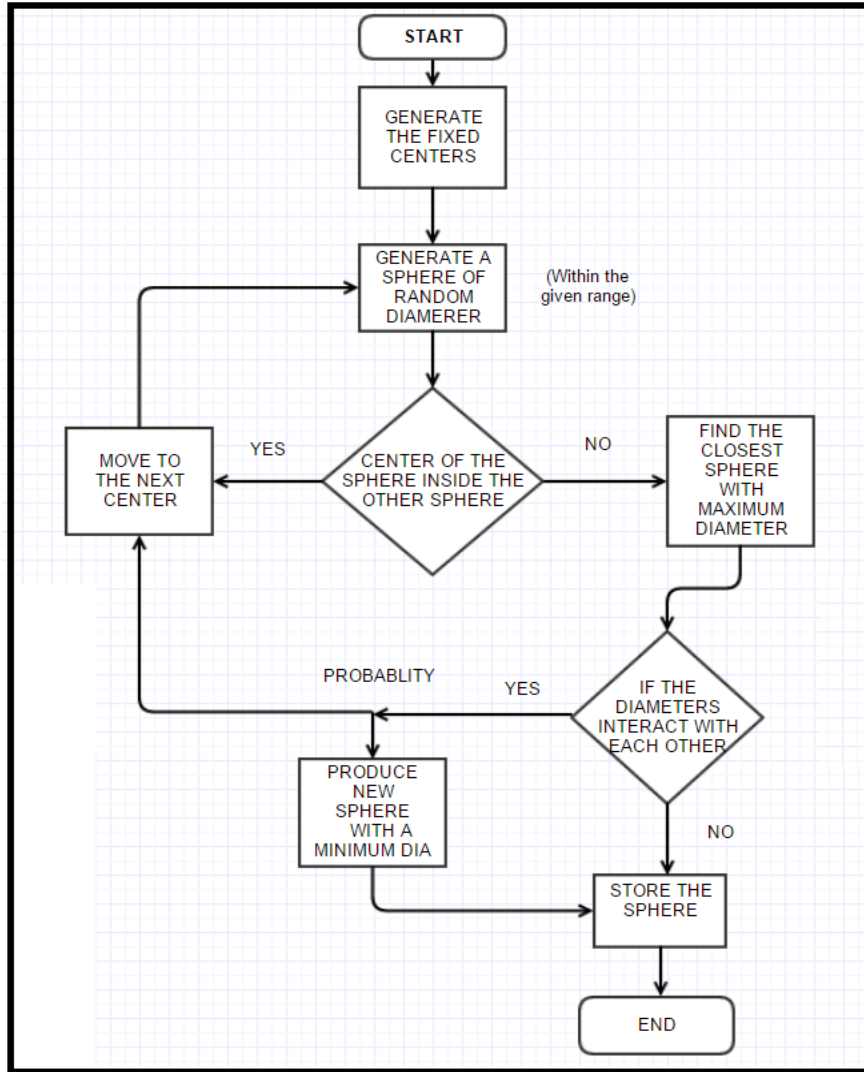 START
GENERATE
THE FIXED
CENTERS
GENERATE A
SPHERE OF
RANDOM
DIAMERER
(Within the
given range)
MOVE TO
THE NEXT
CENTER
YES
CENTER OF THE
SPHERE INSIDE THE
OTHER SPHERE
NO
FIND THE
CLOSEST
SPHERE
WITH
MAXIMUM
DIAMETER
PROBABLITY
YES
IF THE
DIAMETERS
INTERACT WITH
EACH OTHER
PRODUCE
NEW
SPHERE
WITH A
MINIMUM DIA
NO
STORE THE
SPHERE
END